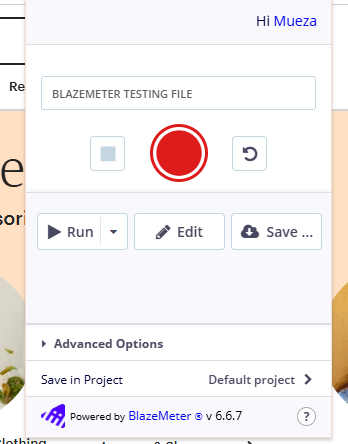 Hi Mueza
Re
BLAZEMETER TESTING FILE
e
sori
Run
Edit
Save ...
Advanced Options
Save in Project
Default project
Powered by BlazeMeter ® v 6.6.7
?